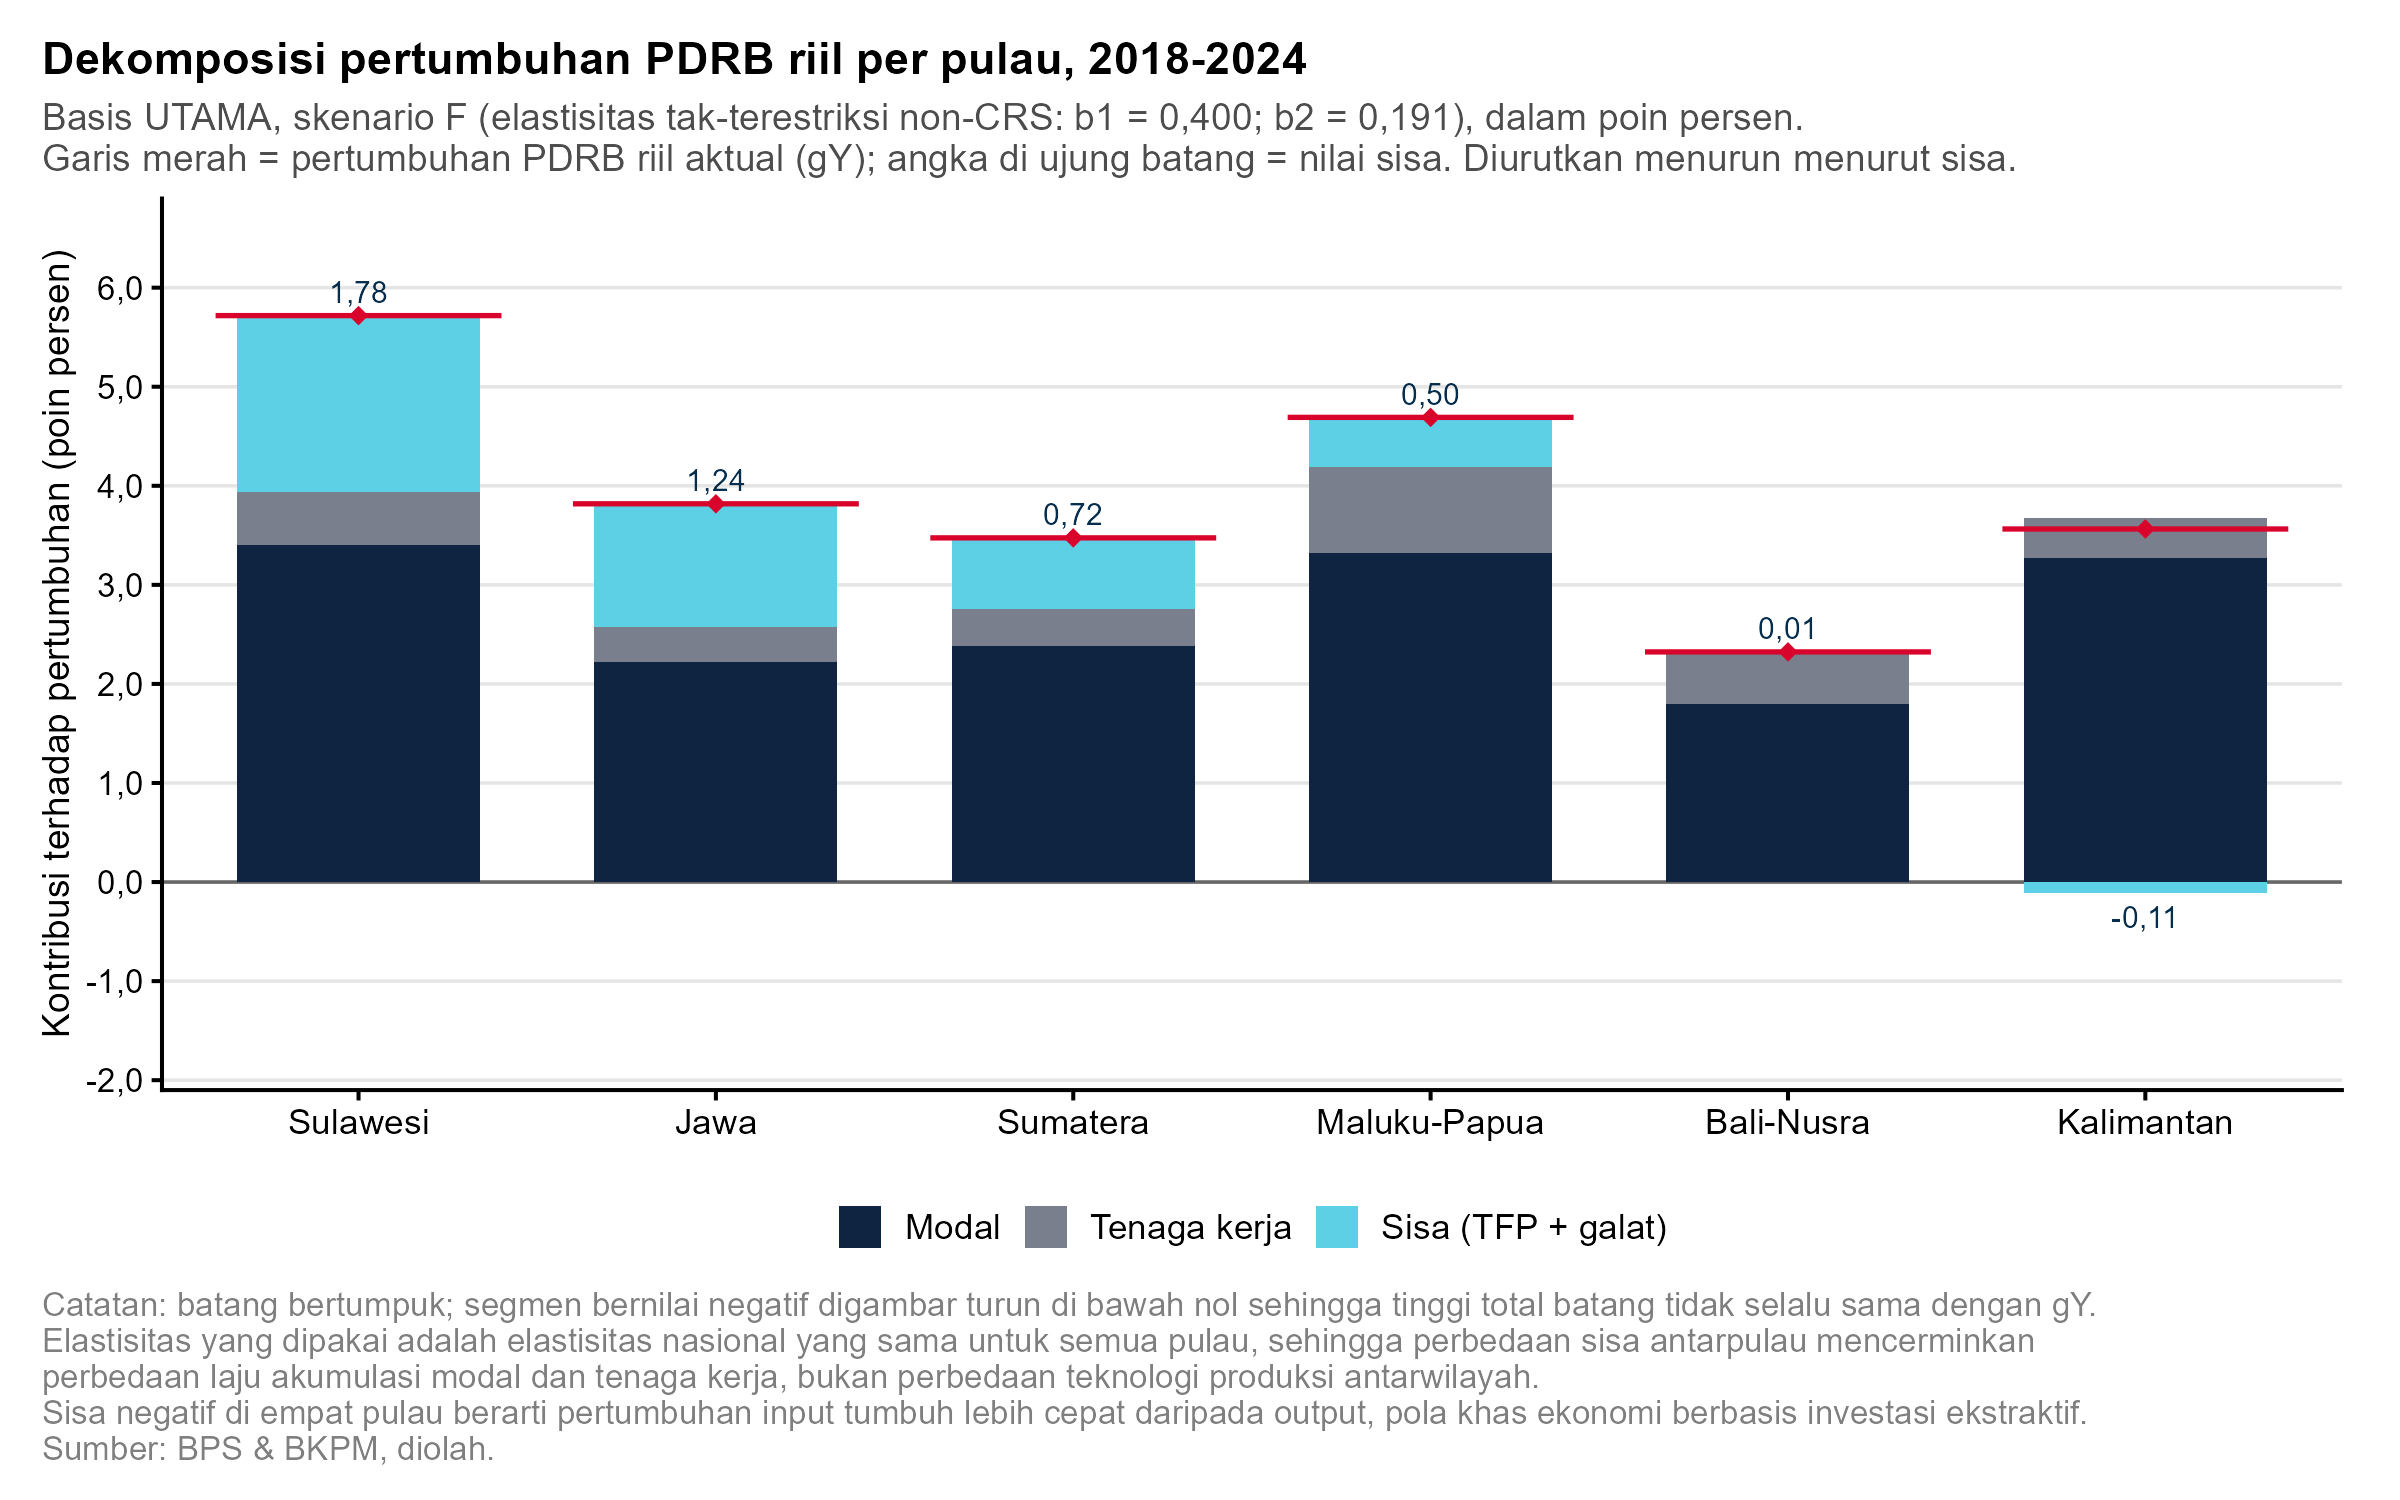 Dekomposisi pertumbuhan PDRB riil per pulau, 2018-2024
Basis UTAMA, skenario F (elastisitas tak-terestriksi non-CRS: b1 = 0,400; b2 = 0,191), dalam poin persen.
Garis merah = pertumbuhan PDRB riil aktual (gY); angka di ujung batang = nilai sisa. Diurutkan menurun menurut sisa.
Kontribusi terhadap pertumbuhan (poin persen)
6,0
5,0
4,0
3,0
2,0
1,0
0,0
-1,0
-2,0
1,78
1,24
0,72
0,50
0,01
-0,11
Sulawesi
Jawa
Sumatera
Maluku-Papua
Bali-Nusra
Kalimantan
Modal
Tenaga kerja
Sisa (TFP + galat)
Catatan: batang bertumpuk; segmen bernilai negatif digambar turun di bawah nol sehingga tinggi total batang tidak selalu sama dengan gY.
Elastisitas yang dipakai adalah elastisitas nasional yang sama untuk semua pulau, sehingga perbedaan sisa antarpulau mencerminkan
perbedaan laju akumulasi modal dan tenaga kerja, bukan perbedaan teknologi produksi antarwilayah.
Sisa negatif di empat pulau berarti pertumbuhan input tumbuh lebih cepat daripada output, pola khas ekonomi berbasis investasi ekstraktif.
Sumber: BPS & BKPM, diolah.